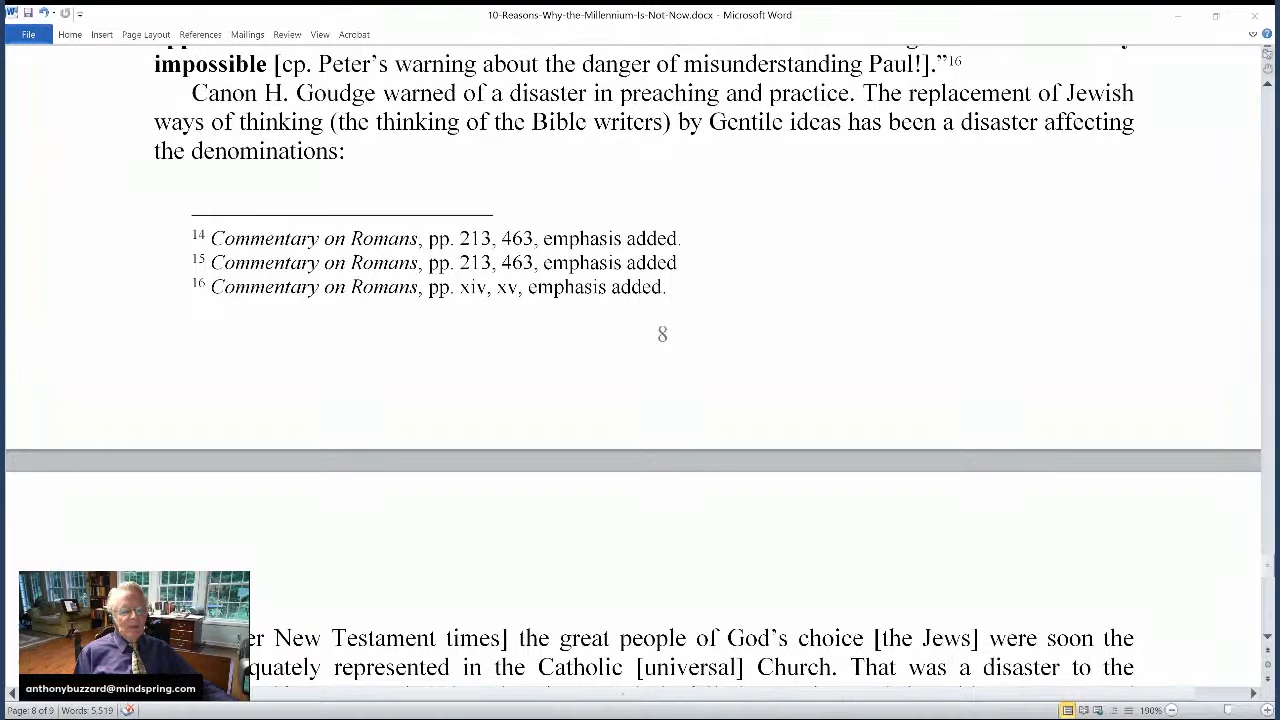 10-Reasons-Why-the-Millennium-Is-Not-Now.docx - Microsoft Word
File Home Insert Page Layout References Mailings Review View Acrobat
impossible [cp. Peter's warning about the danger of misunderstanding Paul!].”16
Canon H. Goudge warned of a disaster in preaching and practice. The replacement of Jewish
ways of thinking (the thinking of the Bible writers) by Gentile ideas has been a disaster affecting
the denominations:
14 Commentary on Romans, pp. 213, 463, emphasis added.
15 Commentary on Romans, pp. 213, 463, emphasis added
16 Commentary on Romans, pp. xiv, xv, emphasis added.
8
er New Testament times] the great people of God's choice [the Jews] were soon the
quately represented in the Catholic [universal] Church. That was a disaster to the
anthonybuzzard@mindspring.com
Page: 8 of 9 Words: 5,519 190%